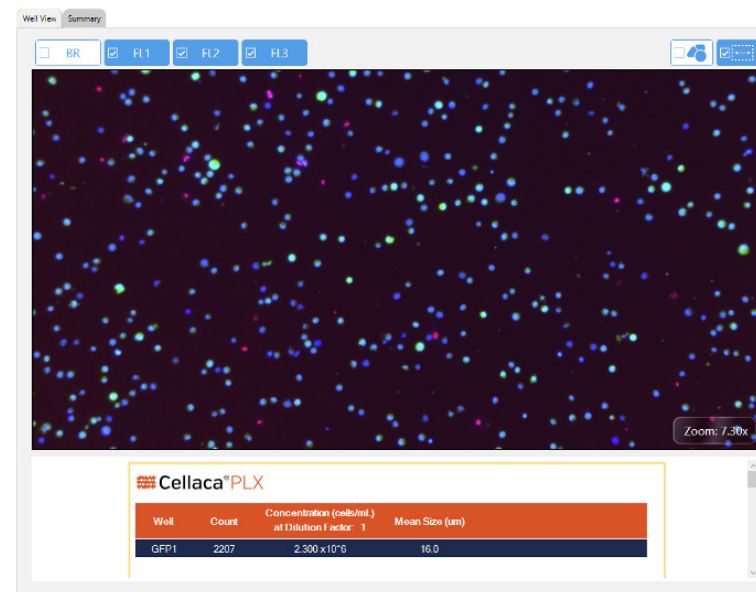 Well View Summary
BR FL1 FL2 FL3
Zoom: 7.30x
Cellaca®PLX
Well Count Concentration (cells/mL) at Dilution Factor: 1 Mean Size (um)
GFP1 2207 2.300 x10^6 16.0